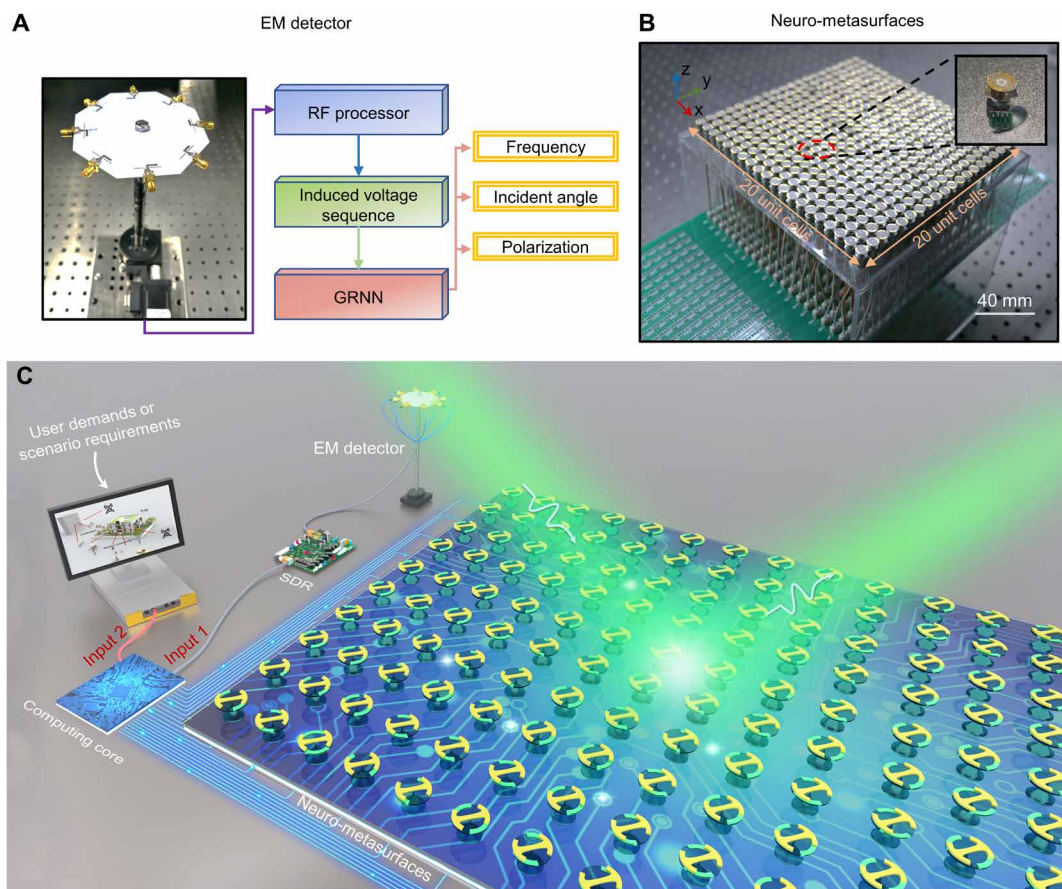 A
EM detector
RF processor
Induced voltage
sequence
GRNN
Frequency
Incident angle
Polarization
B
Neuro-metasurfaces
z
y
x
20 unit cells
20 unit cells
40 mm
C
User demands or
scenario requirements
EM detector
SDR
Input 2
Input 1
Computing core
Neuro-metasurfaces